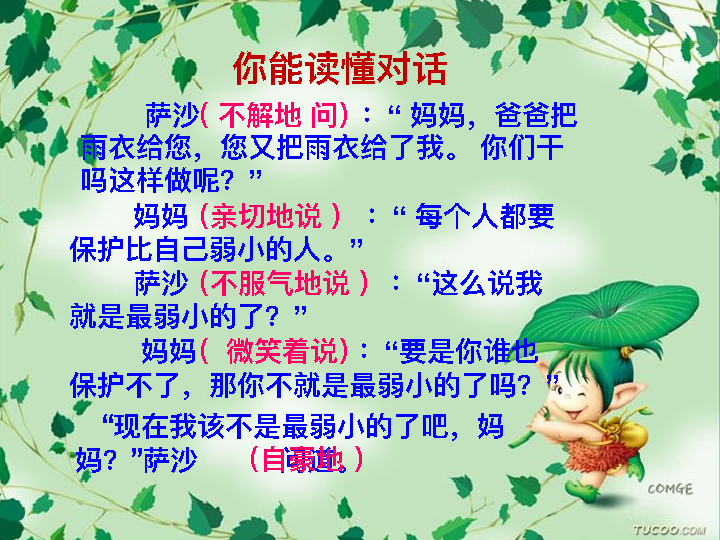 你能读懂对话
萨沙( 不解地 问) ：“ 妈妈，爸爸把
雨衣给您，您又把雨衣给了我。 你们干
吗这样做呢？”
妈妈 (亲切地说 ) ：“ 每个人都要
保护比自己弱小的人。”
萨沙 (不服气地说 ) ：“这么说我
就是最弱小的了？”
妈妈( 微笑着说)：“要是你谁也
保护不了，那你不就是最弱小的了吗？”
“现在我该不是最弱小的了吧，妈
妈？”萨沙 (自豪地 ) 。
COMGE
TUCOO.COM